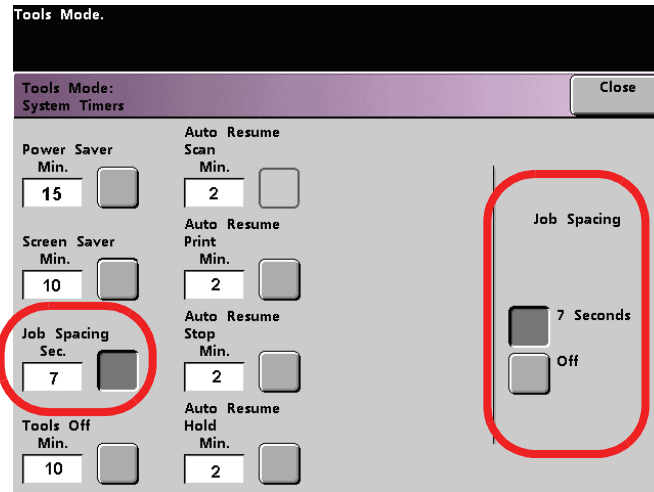 Tools Mode.
Tools Mode:
System Timers
Close
Power Saver
Min.
15
Screen Saver
Min.
10
Job Spacing
Sec.
7
Tools Off
Min.
10
Auto Resume
Scan
Min.
2
Auto Resume
Print
Min.
2
Auto Resume
Stop
Min.
2
Auto Resume
Hold
Min.
2
Job Spacing
7 Seconds
Off